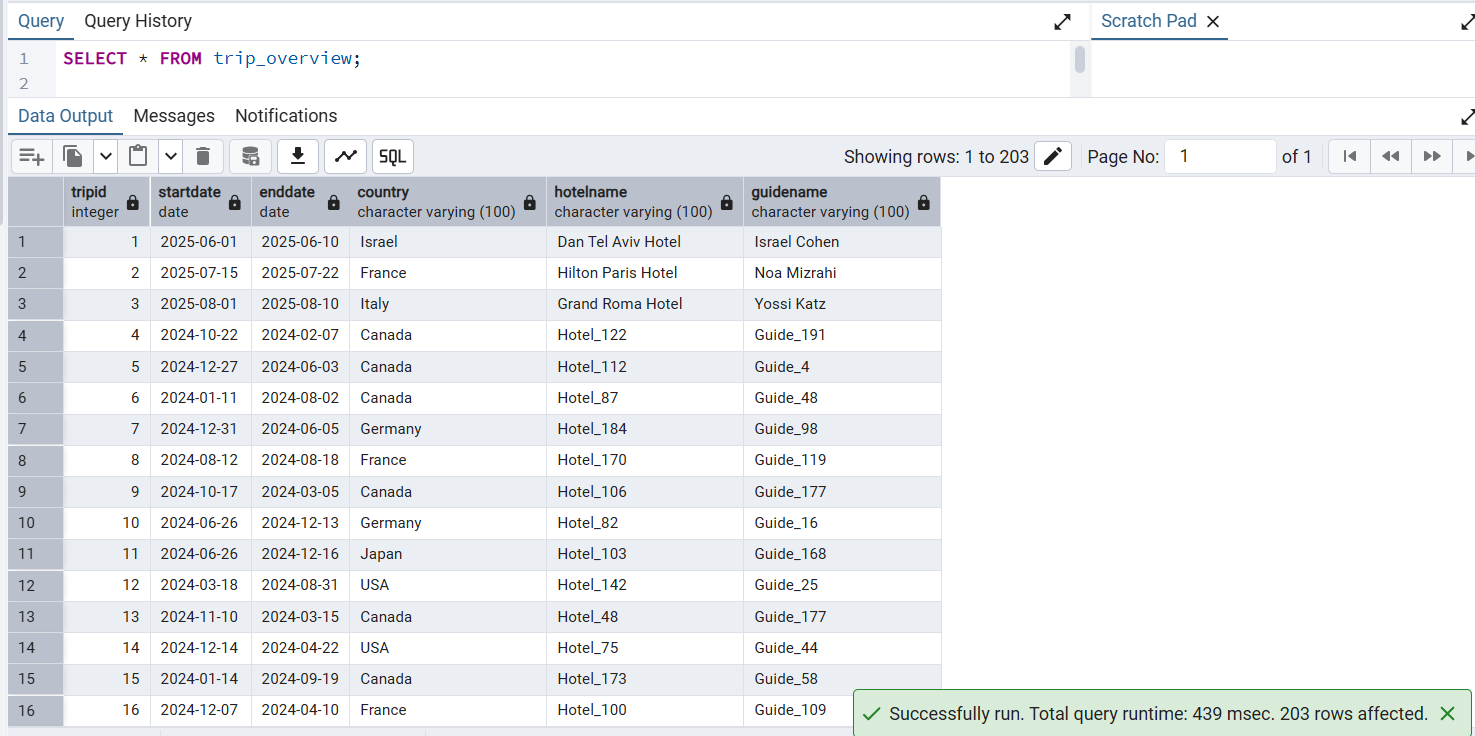 Query Query History Scratch Pad
1 SELECT * FROM trip_overview;
2
Data Output Messages Notifications
SQL Showing rows: 1 to 203 Page No: 1 of 1
tripid startdate enddate country hotelname guidename
integer date date character varying (100) character varying (100) character varying (100)
1 1 2025-06-01 2025-06-10 Israel Dan Tel Aviv Hotel Israel Cohen
2 2 2025-07-15 2025-07-22 France Hilton Paris Hotel Noa Mizrahi
3 3 2025-08-01 2025-08-10 Italy Grand Roma Hotel Yossi Katz
4 4 2024-10-22 2024-02-07 Canada Hotel_122 Guide_191
5 5 2024-12-27 2024-06-03 Canada Hotel_112 Guide_4
6 6 2024-01-11 2024-08-02 Canada Hotel_87 Guide_48
7 7 2024-12-31 2024-06-05 Germany Hotel_184 Guide_98
8 8 2024-08-12 2024-08-18 France Hotel_170 Guide_119
9 9 2024-10-17 2024-03-05 Canada Hotel_106 Guide_177
10 10 2024-06-26 2024-12-13 Germany Hotel_82 Guide_16
11 11 2024-06-26 2024-12-16 Japan Hotel_103 Guide_168
12 12 2024-03-18 2024-08-31 USA Hotel_142 Guide_25
13 13 2024-11-10 2024-03-15 Canada Hotel_48 Guide_177
14 14 2024-12-14 2024-04-22 USA Hotel_75 Guide_44
15 15 2024-01-14 2024-09-19 Canada Hotel_173 Guide_58
16 16 2024-12-07 2024-04-10 France Hotel_100 Guide_109
Successfully run. Total query runtime: 439 msec. 203 rows affected.